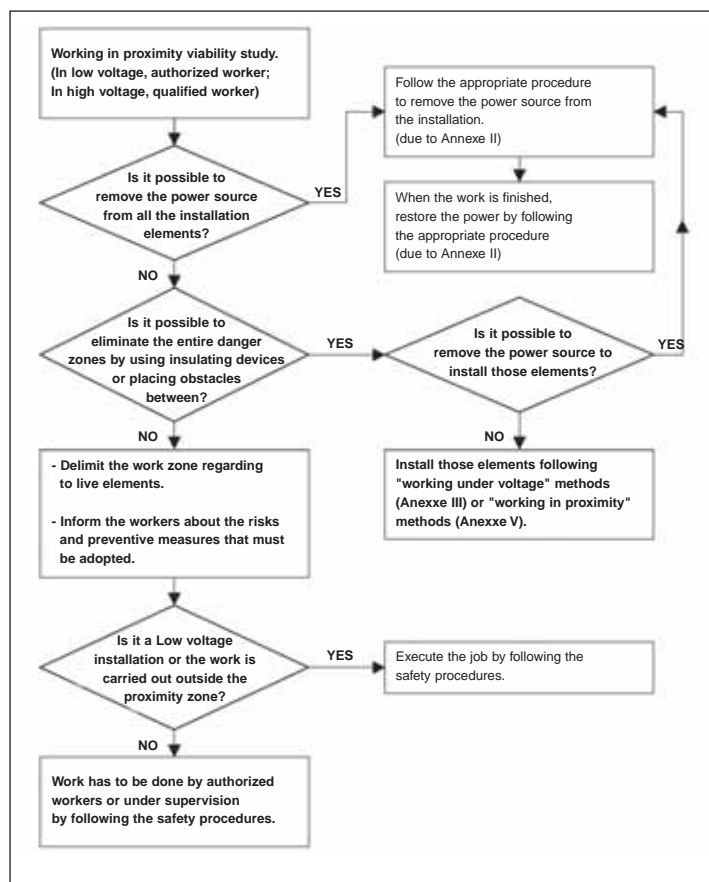 Working in proximity viability study.
(In low voltage, authorized worker;
In high voltage, qualified worker)
Follow the appropriate procedure
to remove the power source from
the installation.
(due to Annexe II)
Is it possible to
remove the power source
from all the installation
elements?
YES
When the work is finished,
restore the power by following
the appropriate procedure
(due to Annexe II)
NO
Is it possible to
eliminate the entire danger
zones by using insulating devices
or placing obstacles
between?
YES
Is it possible to
remove the power source to
install those elements?
YES
NO
NO
- Delimit the work zone regarding
to live elements.
- Inform the workers about the risks
and preventive measures that must
be adopted.
Install those elements following
"working under voltage" methods
(Anexxe III) or "working in proximity"
methods (Anexxe V).
Is it a Low voltage
installation or the work is
carried out outside the
proximity zone?
YES
Execute the job by following the
safety procedures.
NO
Work has to be done by authorized
workers or under supervision
by following the safety procedures.